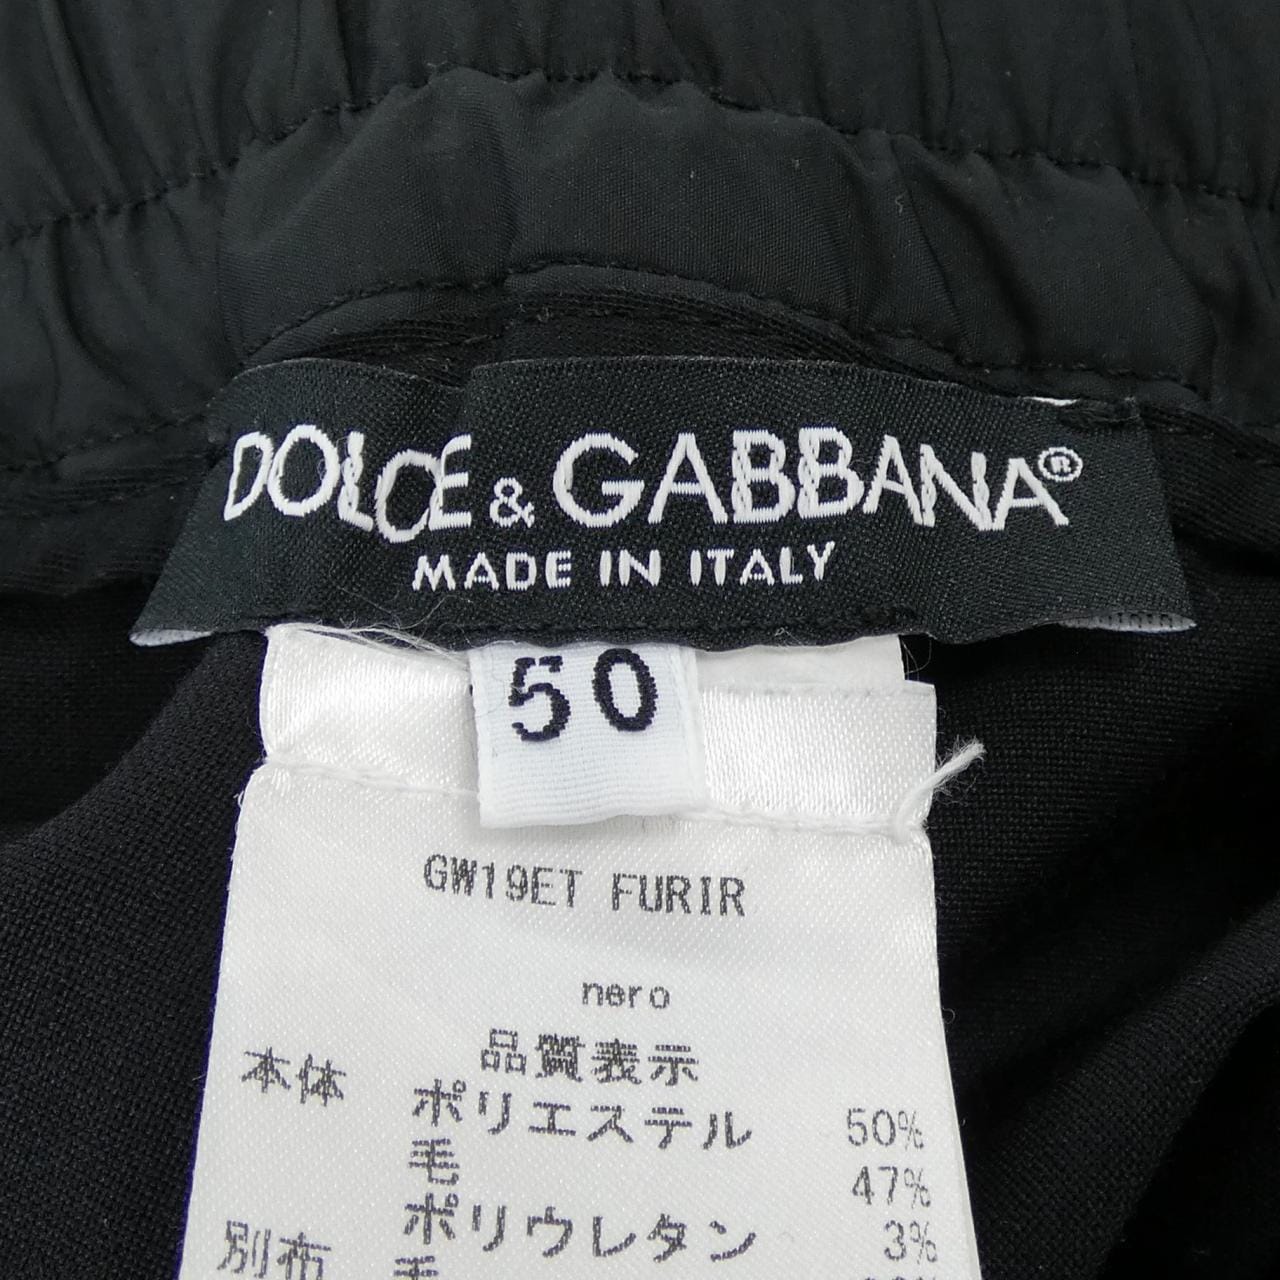 DOLCE & GABBANA®
MADE IN ITALY
50
GW19ET FURIR
nero
品質表示
本体 ポリエステル 50%
毛 47%
ポリウレタン 3%
別布